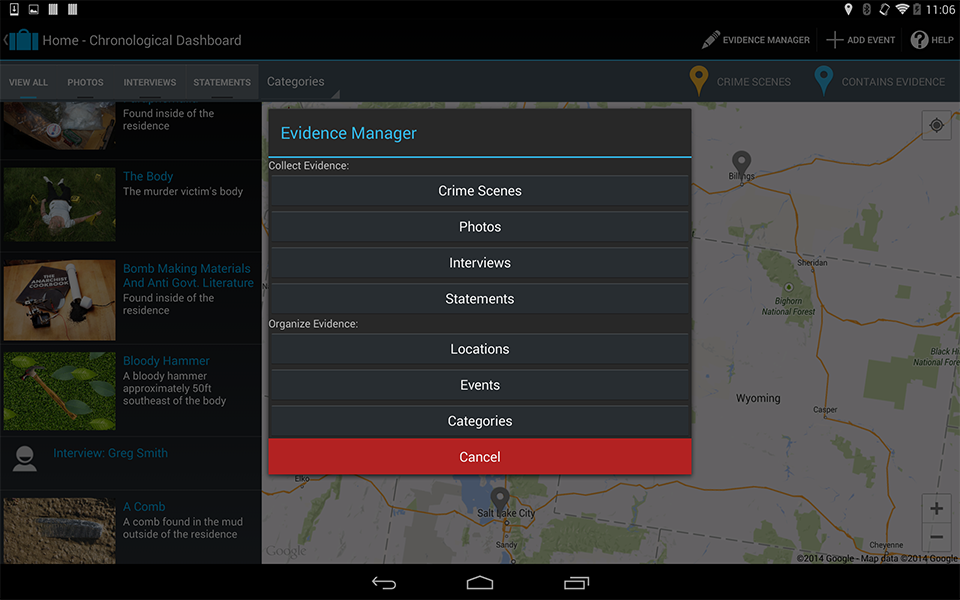 11:06
Home - Chronological Dashboard
EVIDENCE MANAGER
ADD EVENT
HELP
VIEW ALL
PHOTOS
INTERVIEWS
STATEMENTS
Categories
CRIME SCENES
CONTAINS EVIDENCE
Found inside of the
residence
The Body
The murder victim's body
THE ANARCHIST
COOKBOOK
Bomb Making Materials
And Anti Govt. Literature
Found inside of the
residence
Bloody Hammer
A bloody hammer
approximately 50ft
southeast of the body
Interview: Greg Smith
A Comb
A comb found in the mud
outside of the residence
Evidence Manager
Collect Evidence:
Crime Scenes
Photos
Interviews
Statements
Organize Evidence:
Locations
Events
Categories
Cancel
Billings
Sheridan
Bighorn
National Forest
Black Hi
National Fore
Wyoming
Casper
Elko
Salt Lake City
Sandy
Cheyenne
Google
©2014 Google - Map data ©2014 Google